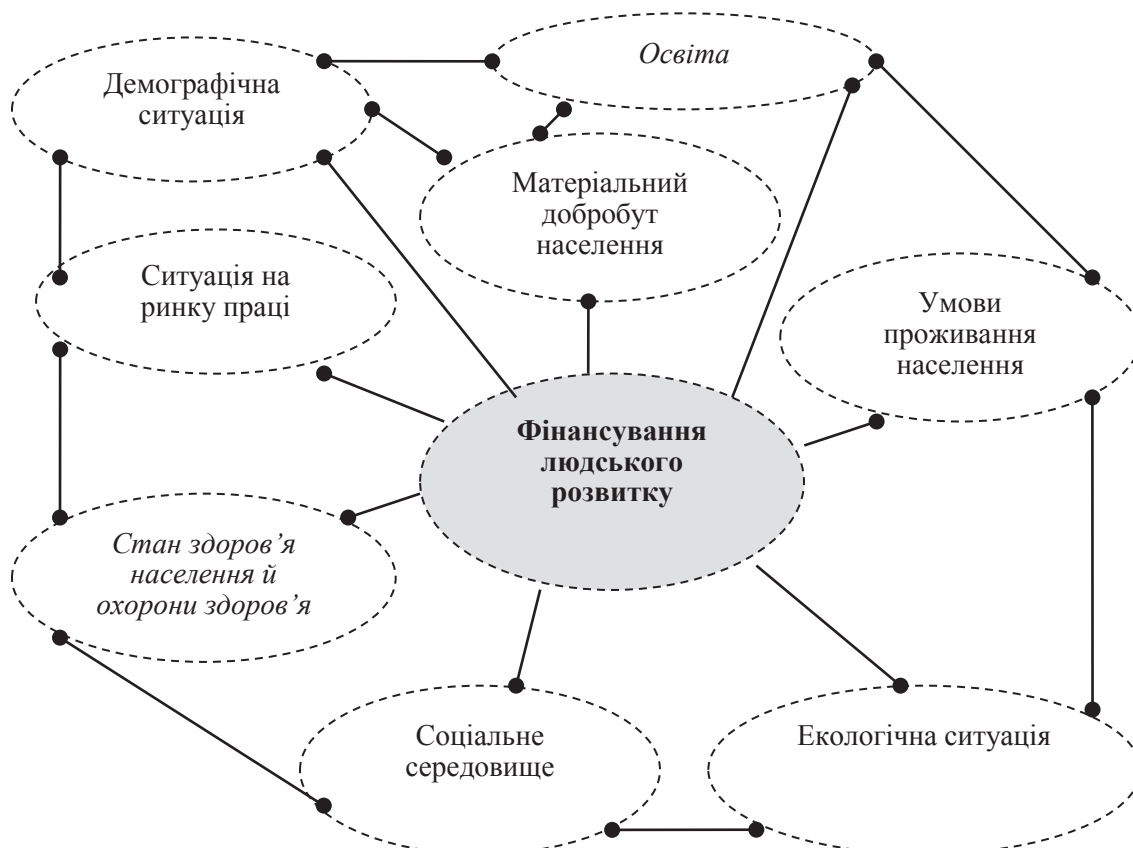 Освіта
Демографічна
ситуація
Матеріальний
добробут
населення
Ситуація на
ринку праці
Умови
проживання
населення
Фінансування
людського
розвитку
Стан здоров’я
населення й
охорони здоров’я
Соціальне
середовище
Екологічна ситуація